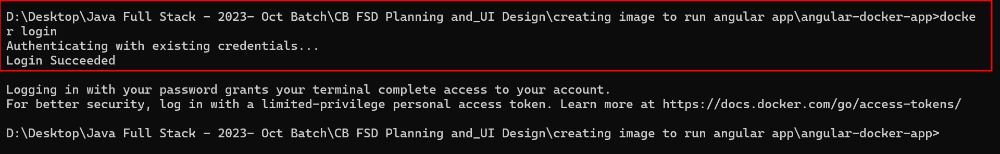 D:\Desktop\Java Full Stack - 2023- Oct Batch\CB FSD Planning and_UI Design\creating image to run angular app\angular-docker-app>docke
r login
Authenticating with existing credentials...
Login Succeeded
Logging in with your password grants your terminal complete access to your account.
For better security, log in with a limited-privilege personal access token. Learn more at https://docs.docker.com/go/access-tokens/
D:\Desktop\Java Full Stack - 2023- Oct Batch\CB FSD Planning and_UI Design\creating image to run angular app\angular-docker-app>